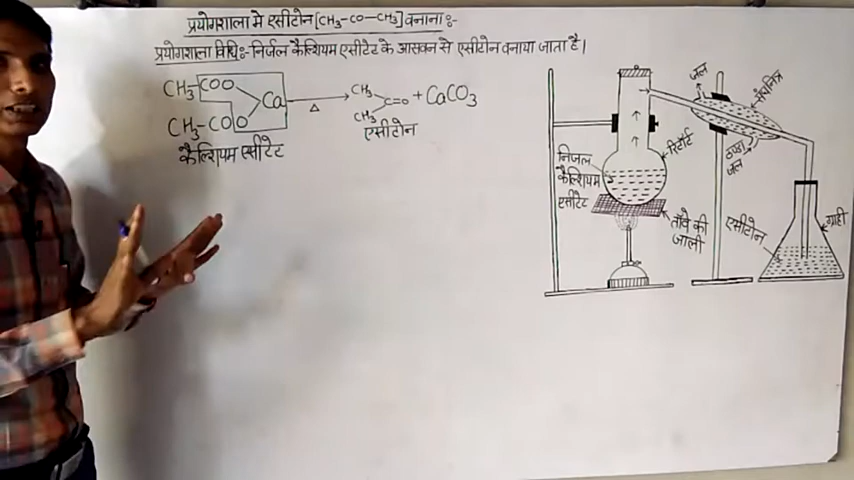 प्रयोगशाला मे एसीटोन [CH₃-CO-CH₃] बनाना:-
प्रयोगशाला विधि:- निर्जल कैल्शियम एसीटेट के आसवन से एसीटोन बनाया जाता है।
CH₃-COO
CH₃-COO
Ca
△
CH₃
CH₃
C=O + CaCO₃
कैल्शियम एसीटेट
एसीटोन
जल
संघनित्र
रिटॉर्ट
ठण्डा जल
निर्जल
कैल्शियम
एसीटेट
ताँबे की
जाली
एसीटोन
ग्राही